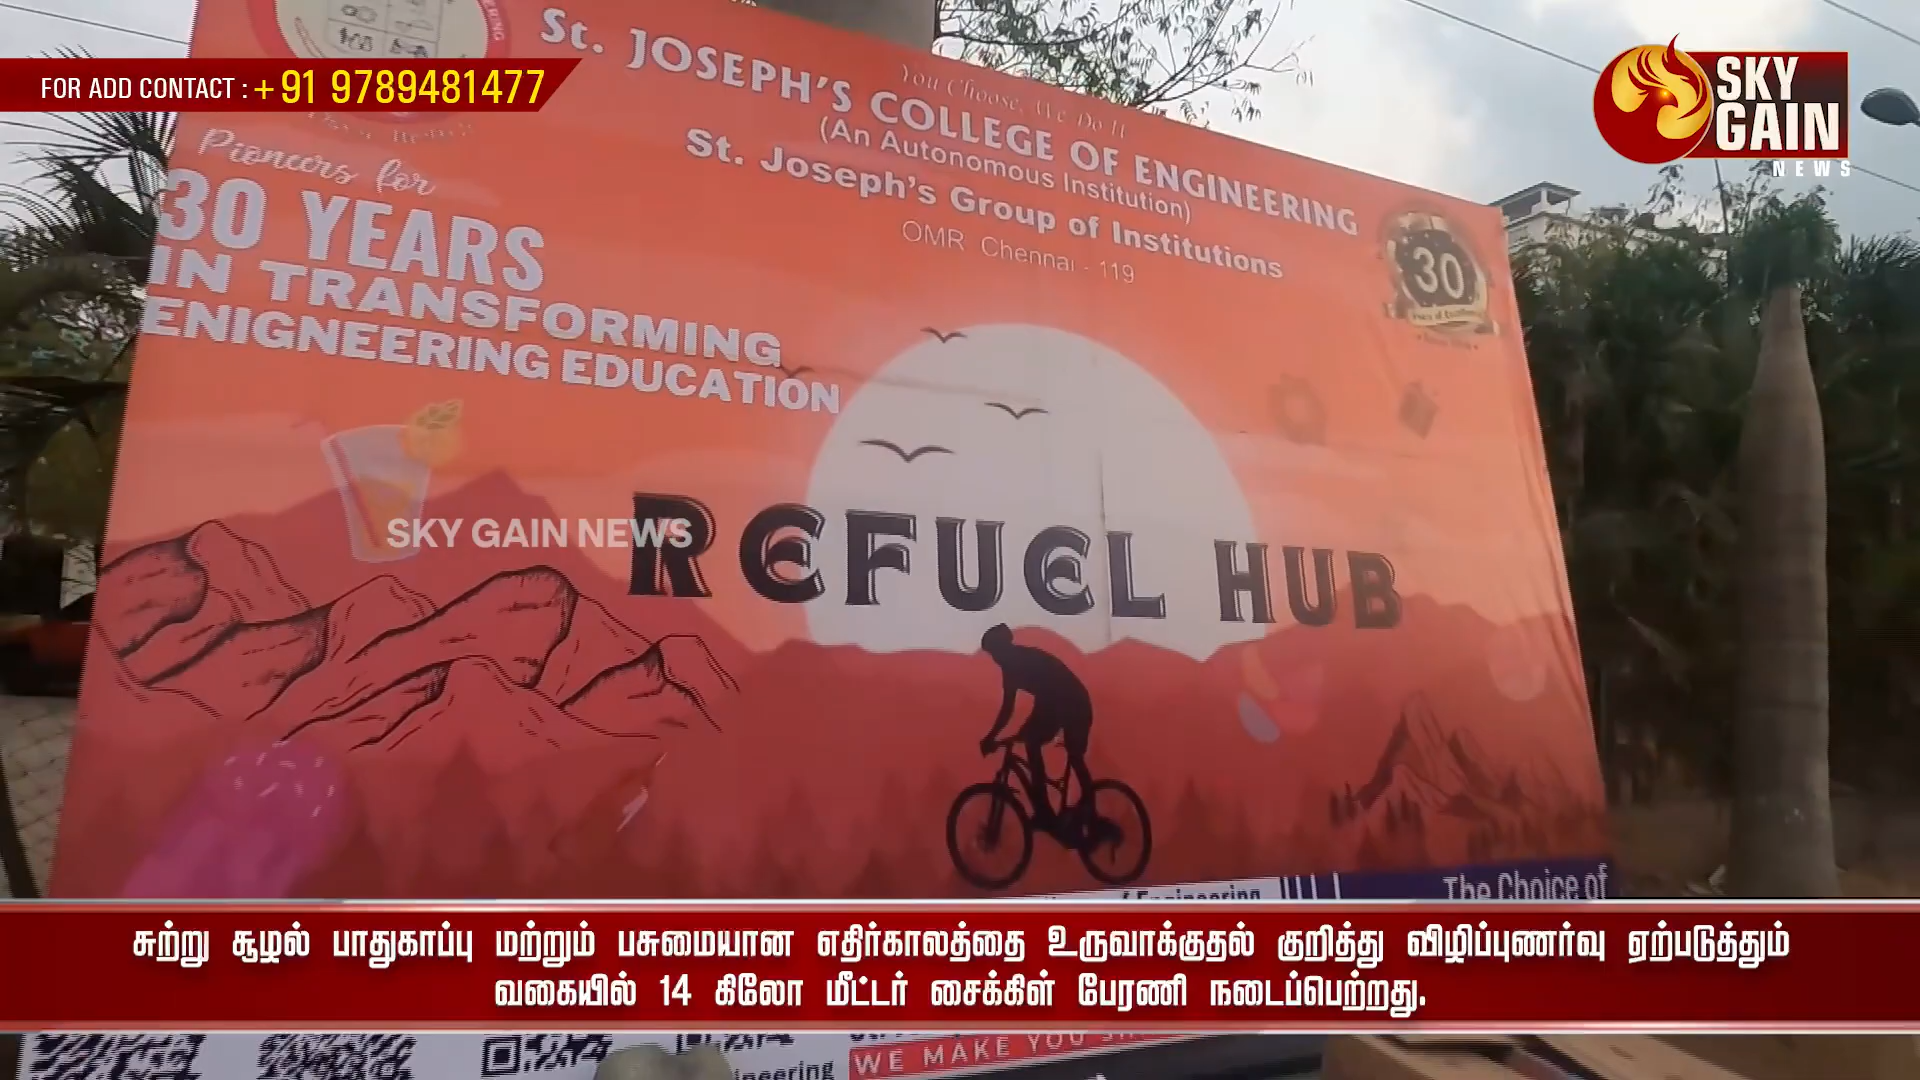 FOR ADD CONTACT : +91 9789481477
SKY
GAIN
NEWS
You Choose, We Do It
St. JOSEPH'S COLLEGE OF ENGINEERING
(An Autonomous Institution)
St. Joseph's Group of Institutions
OMR Chennai - 119
Pioneers for
30 YEARS
IN TRANSFORMING
ENIGNEERING EDUCATION
30
SKY GAIN NEWS
REFUEL HUB
The Choice of
சுற்று சூழல் பாதுகாப்பு மற்றும் பசுமையான எதிர்காலத்தை உருவாக்குதல் குறித்து விழிப்புணர்வு ஏற்படுத்தும்
வகையில் 14 கிலோ மீட்டர் சைக்கிள் பேரணி நடைப்பெற்றது.
WE MAKE YOU